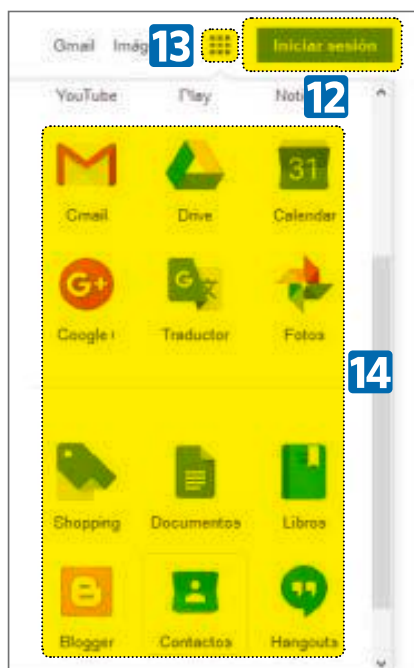 Gmail Imág 13 Iniciar sesión
YouTube Play Noti 12
31
Gmail Drive Calendar
G+ G
Google+ Traductor Fotos
14
Shopping Documentos Libros
Blogger Contactos Hangouts